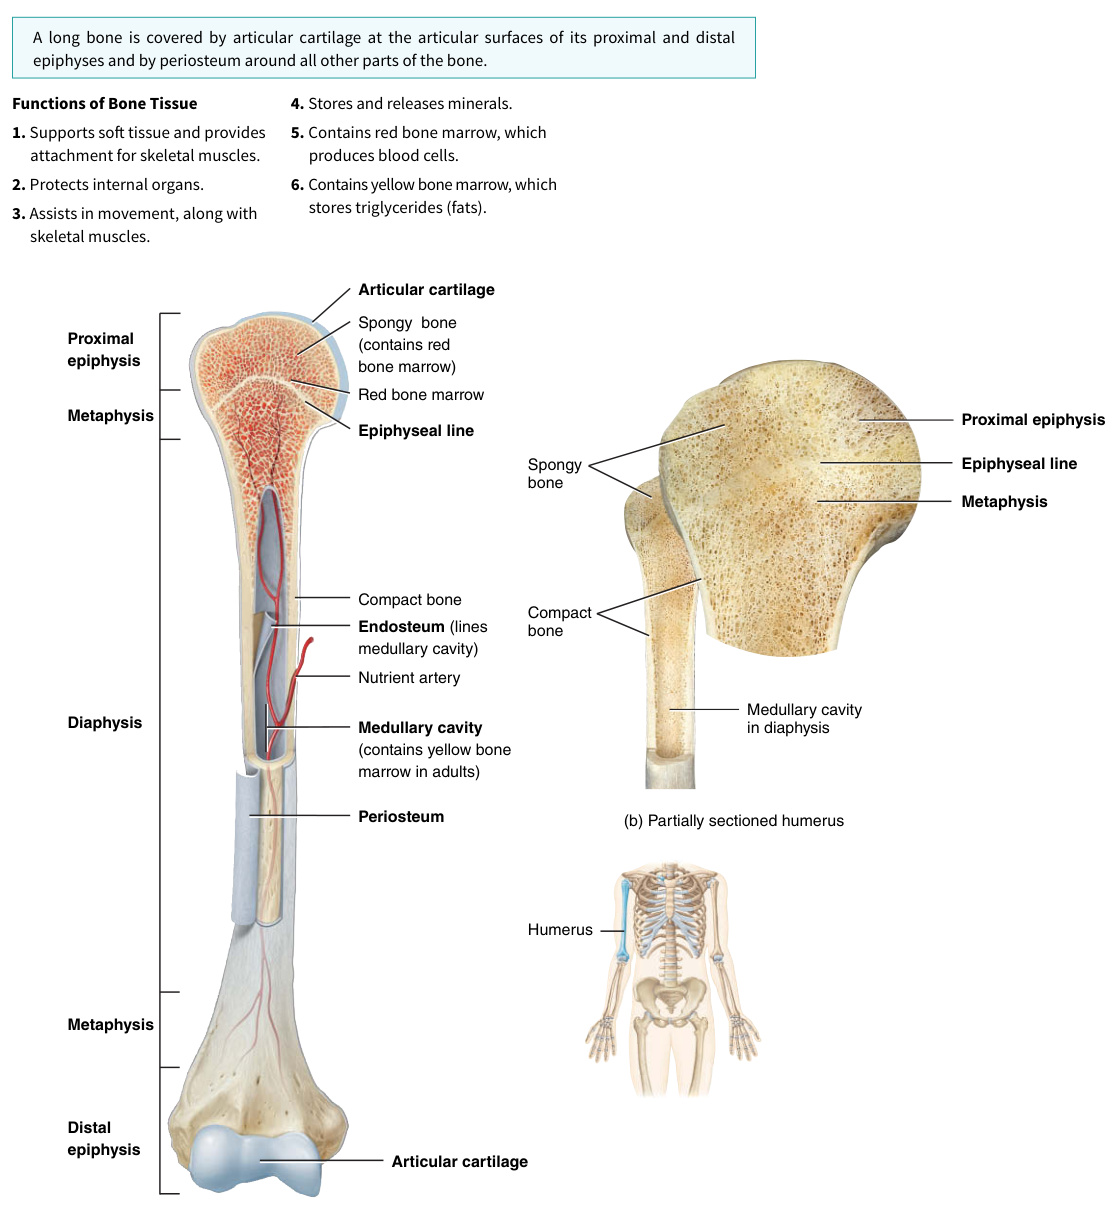 A long bone is covered by articular cartilage at the articular surfaces of its proximal and distal
epiphyses and by periosteum around all other parts of the bone.
Functions of Bone Tissue
1. Supports soft tissue and provides
attachment for skeletal muscles.
2. Protects internal organs.
3. Assists in movement, along with
skeletal muscles.
4. Stores and releases minerals.
5. Contains red bone marrow, which
produces blood cells.
6. Contains yellow bone marrow, which
stores triglycerides (fats).
Proximal
epiphysis
Metaphysis
Diaphysis
Metaphysis
Distal
epiphysis
Articular cartilage
Spongy bone
(contains red
bone marrow)
Red bone marrow
Epiphyseal line
Compact bone
Endosteum (lines
medullary cavity)
Nutrient artery
Medullary cavity
(contains yellow bone
marrow in adults)
Periosteum
Articular cartilage
Spongy
bone
Compact
bone
Proximal epiphysis
Epiphyseal line
Metaphysis
Medullary cavity
in diaphysis
(b) Partially sectioned humerus
Humerus